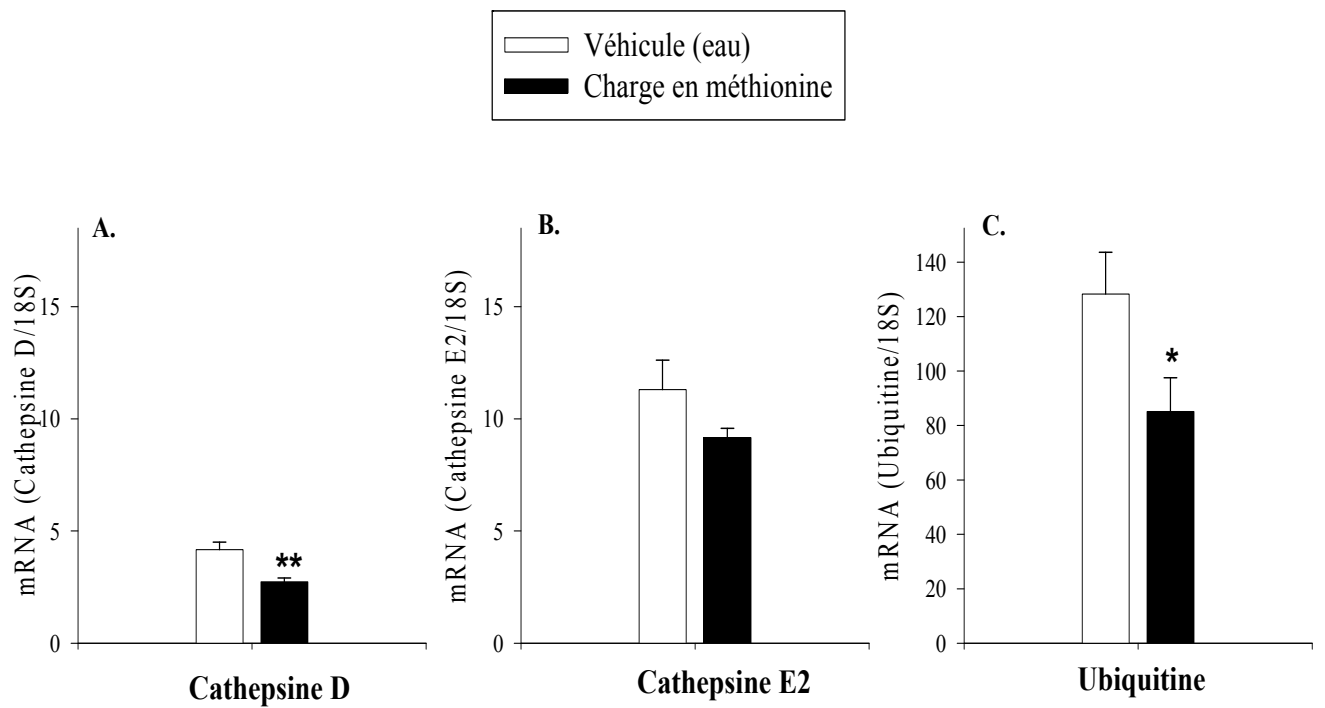 Véhicule (eau)
Charge en méthionine
A.
mRNA (Cathepsine D/18S)
15
10
5
0
**
Cathepsine D
B.
mRNA (Cathepsine E2/18S)
15
10
5
0
Cathepsine E2
C.
mRNA (Ubiquitine/18S)
140
120
100
80
60
40
20
0
*
Ubiquitine